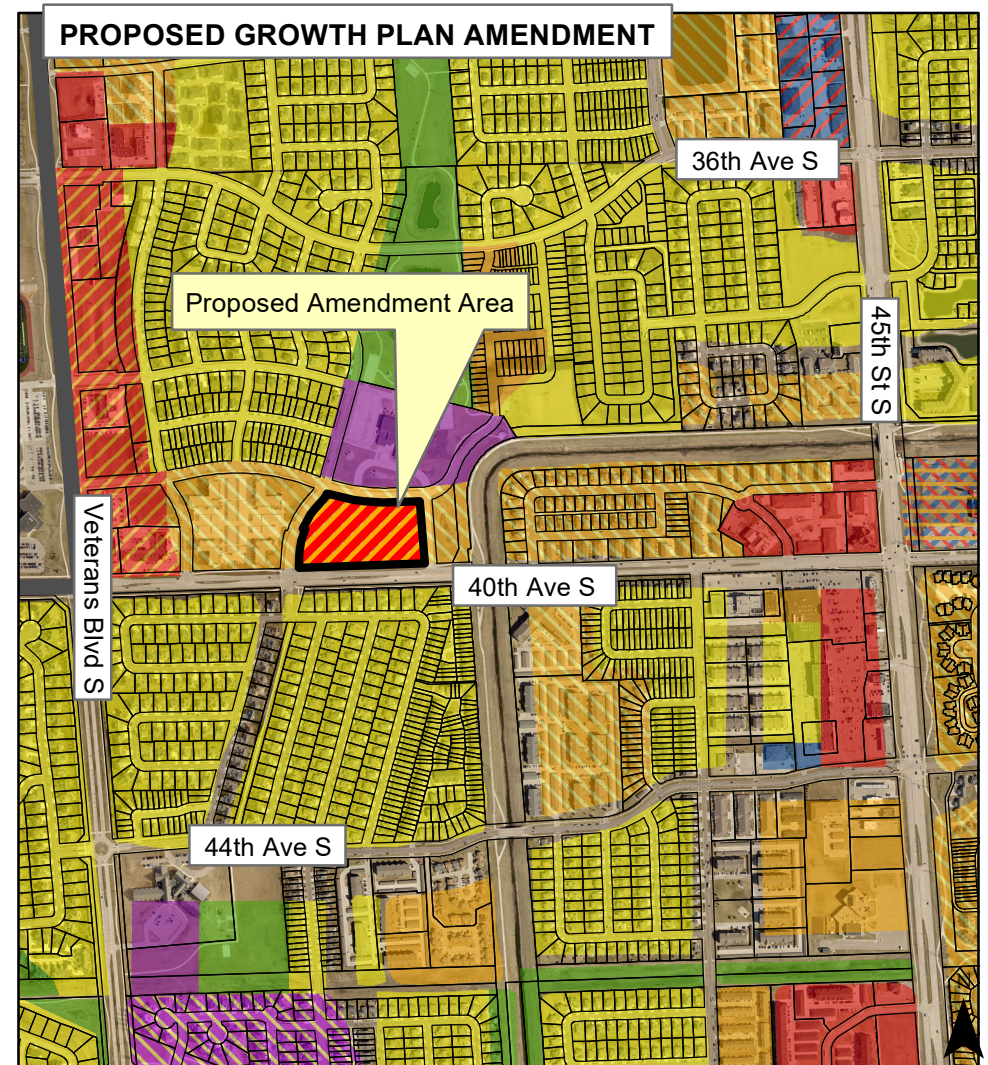 PROPOSED GROWTH PLAN AMENDMENT
36th Ave S
Proposed Amendment Area
45th St S
Veterans Blvd S
40th Ave S
44th Ave S